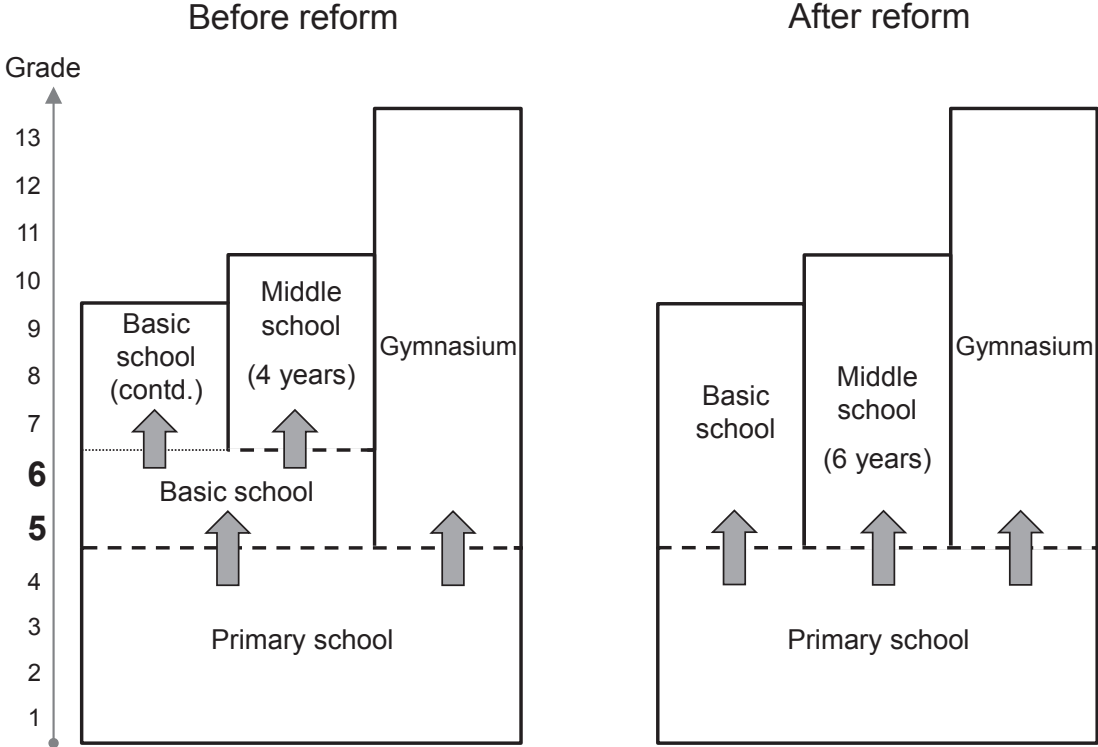 Before reform
After reform
Grade
13
12
11
10
9
8
7
6
5
4
3
2
1
Basic
school
(contd.)
Middle
school
(4 years)
Gymnasium
Basic school
Primary school
Basic
school
Middle
school
(6 years)
Gymnasium
Primary school